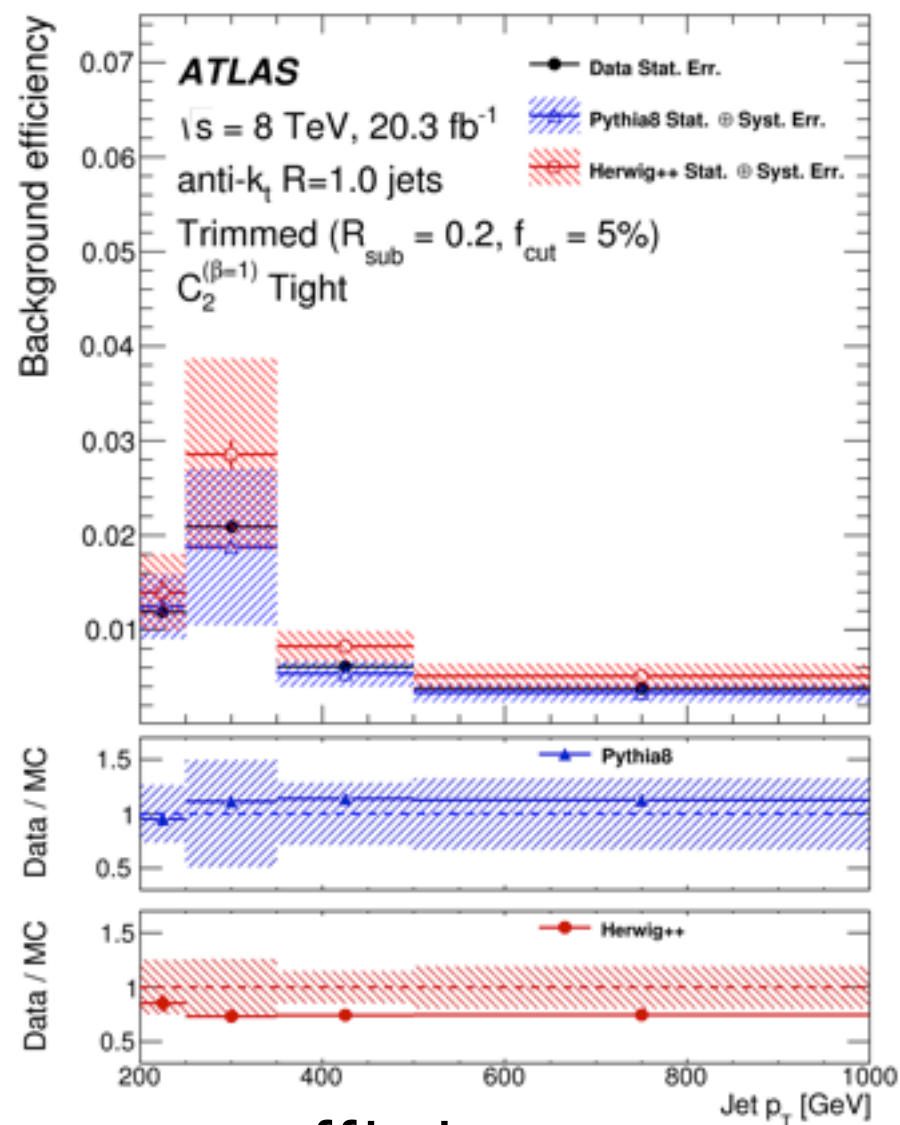 Background efficiency
0.07
0.06
0.05
0.04
0.03
0.02
0.01
ATLAS
√s = 8 TeV, 20.3 fb⁻¹
anti-kₜ R=1.0 jets
Trimmed (R_sub = 0.2, f_cut = 5%)
C₂^(β=1) Tight
Data Stat. Err.
Pythia8 Stat. ⊕ Syst. Err.
Herwig++ Stat. ⊕ Syst. Err.
Data / MC
1.5
1
0.5
Pythia8
Data / MC
1.5
1
0.5
Herwig++
200 400 600 800 1000
Jet p_T [GeV]